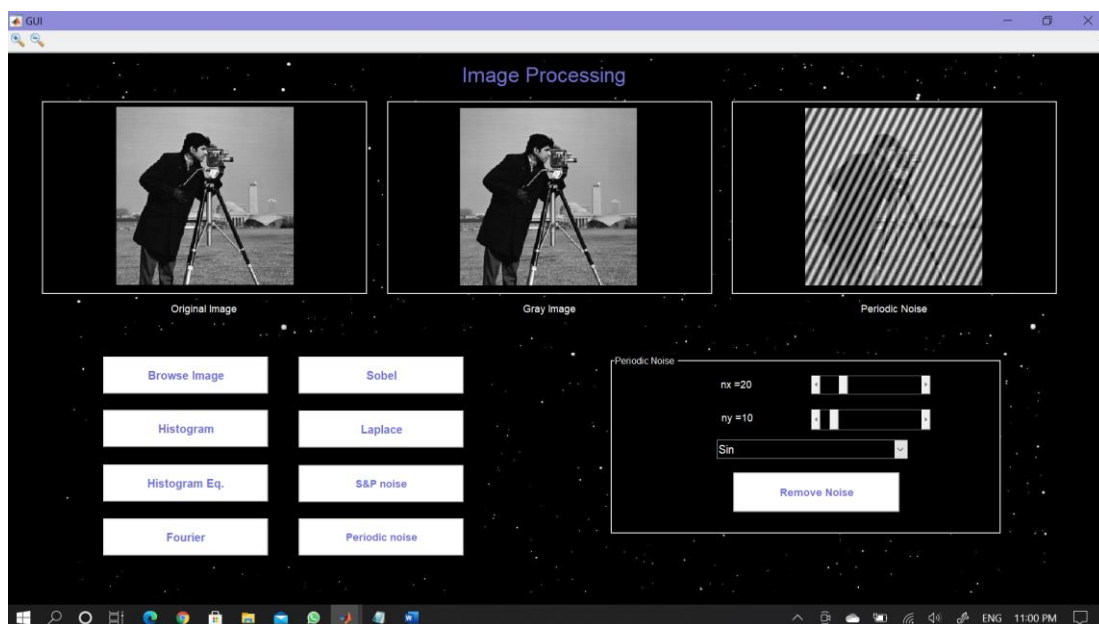 GUI
Image Processing
Original Image
Gray Image
Periodic Noise
Browse Image
Sobel
Histogram
Laplace
Histogram Eq.
S&P noise
Fourier
Periodic noise
Periodic Noise
nx =20
ny =10
Sin
Remove Noise
ENG 11:00 PM